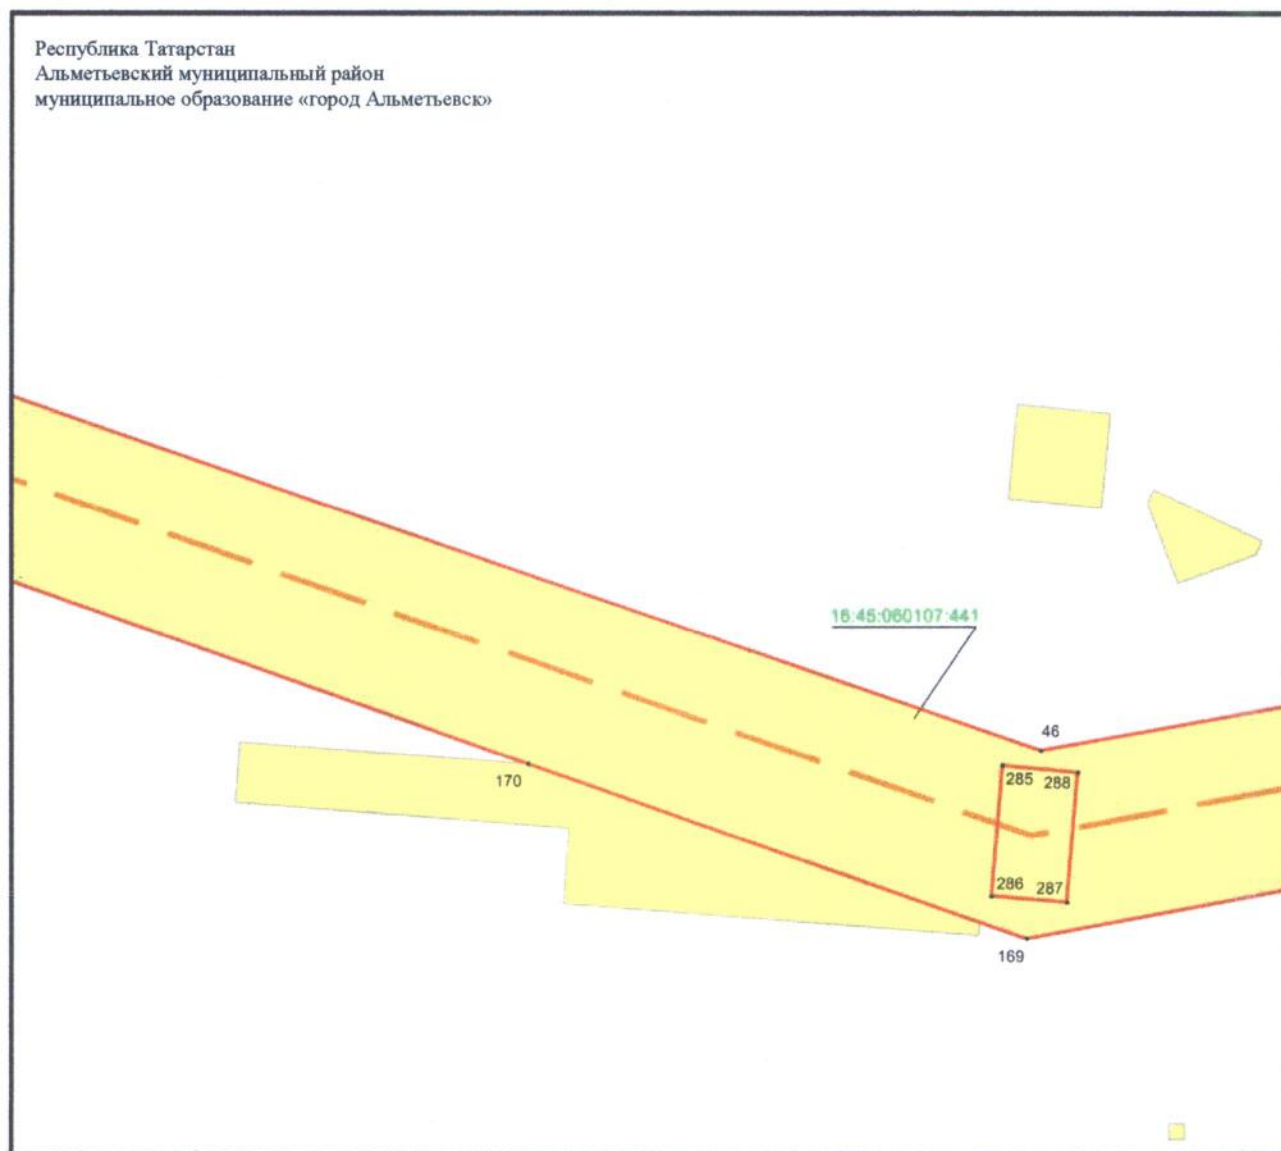 Республика Татарстан
Альметьевский муниципальный район
муниципальное образование «город Альметьевск»
16:45:060107:441
46
285 288
170
286 287
169